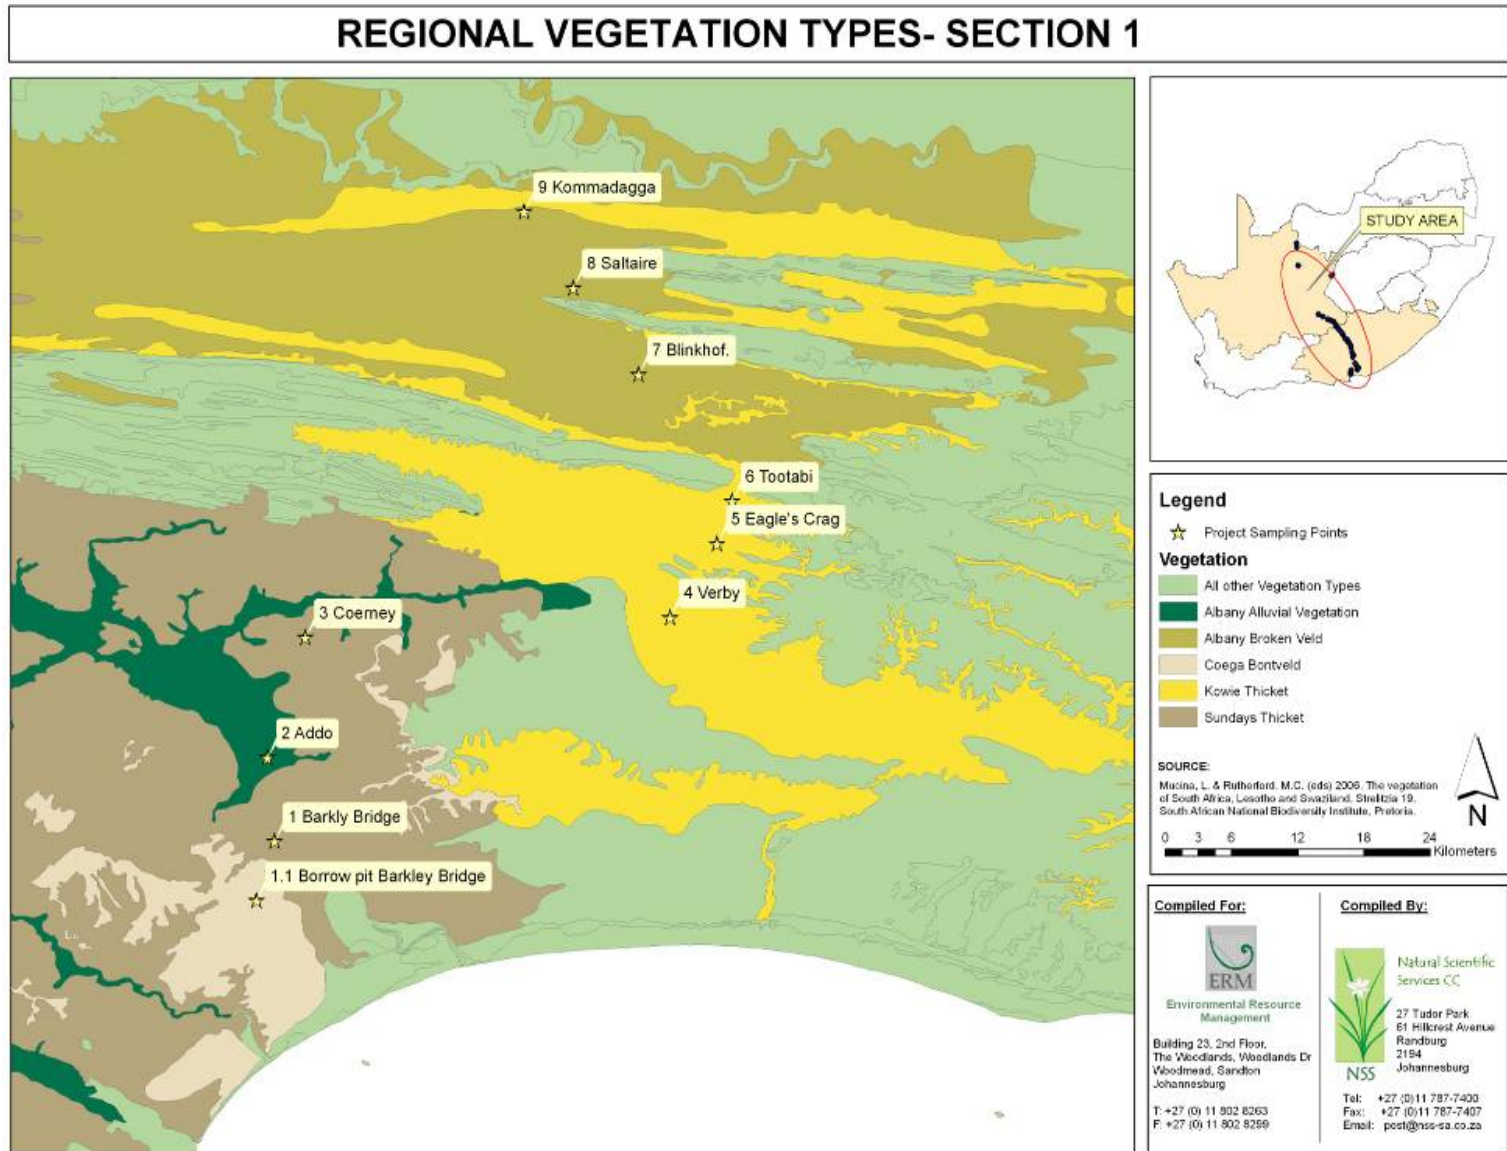 REGIONAL VEGETATION TYPES- SECTION 1
9 Kommadagga
8 Saltaire
7 Blinkhof.
6 Tootabi
5 Eagle's Crag
4 Verby
3 Coerney
2 Addo
1 Barkly Bridge
1.1 Borrow pit Barkley Bridge
STUDY AREA
Legend
Project Sampling Points
Vegetation
All other Vegetation Types
Albany Alluvial Vegetation
Albany Broken Veld
Coega Bontveld
Kowie Thicket
Sundays Thicket
SOURCE:
Mucina, L. & Rutherford. M.C. (eds) 2006. The vegetation
of South Africa, Lesotho and Swaziland. Strelitzia 19,
South African National Biodiversity Institute, Pretoria.
N
0 3 6 12 18 24
Kilometers
Compiled For:
ERM
Environmental Resource
Management
Building 23, 2nd Floor,
The Woodlands, Woodlands Dr
Woodmead, Sandton
Johannesburg
T: +27 (0) 11 802 8263
F: +27 (0) 11 802 8299
Compiled By:
Natural Scientific
Services CC
NSS
27 Tudor Park
61 Hillcrest Avenue
Randburg
2194
Johannesburg
Tel: +27 (0)11 787-7400
Fax: +27 (0)11 787-7407
Email: post@nss-sa.co.za